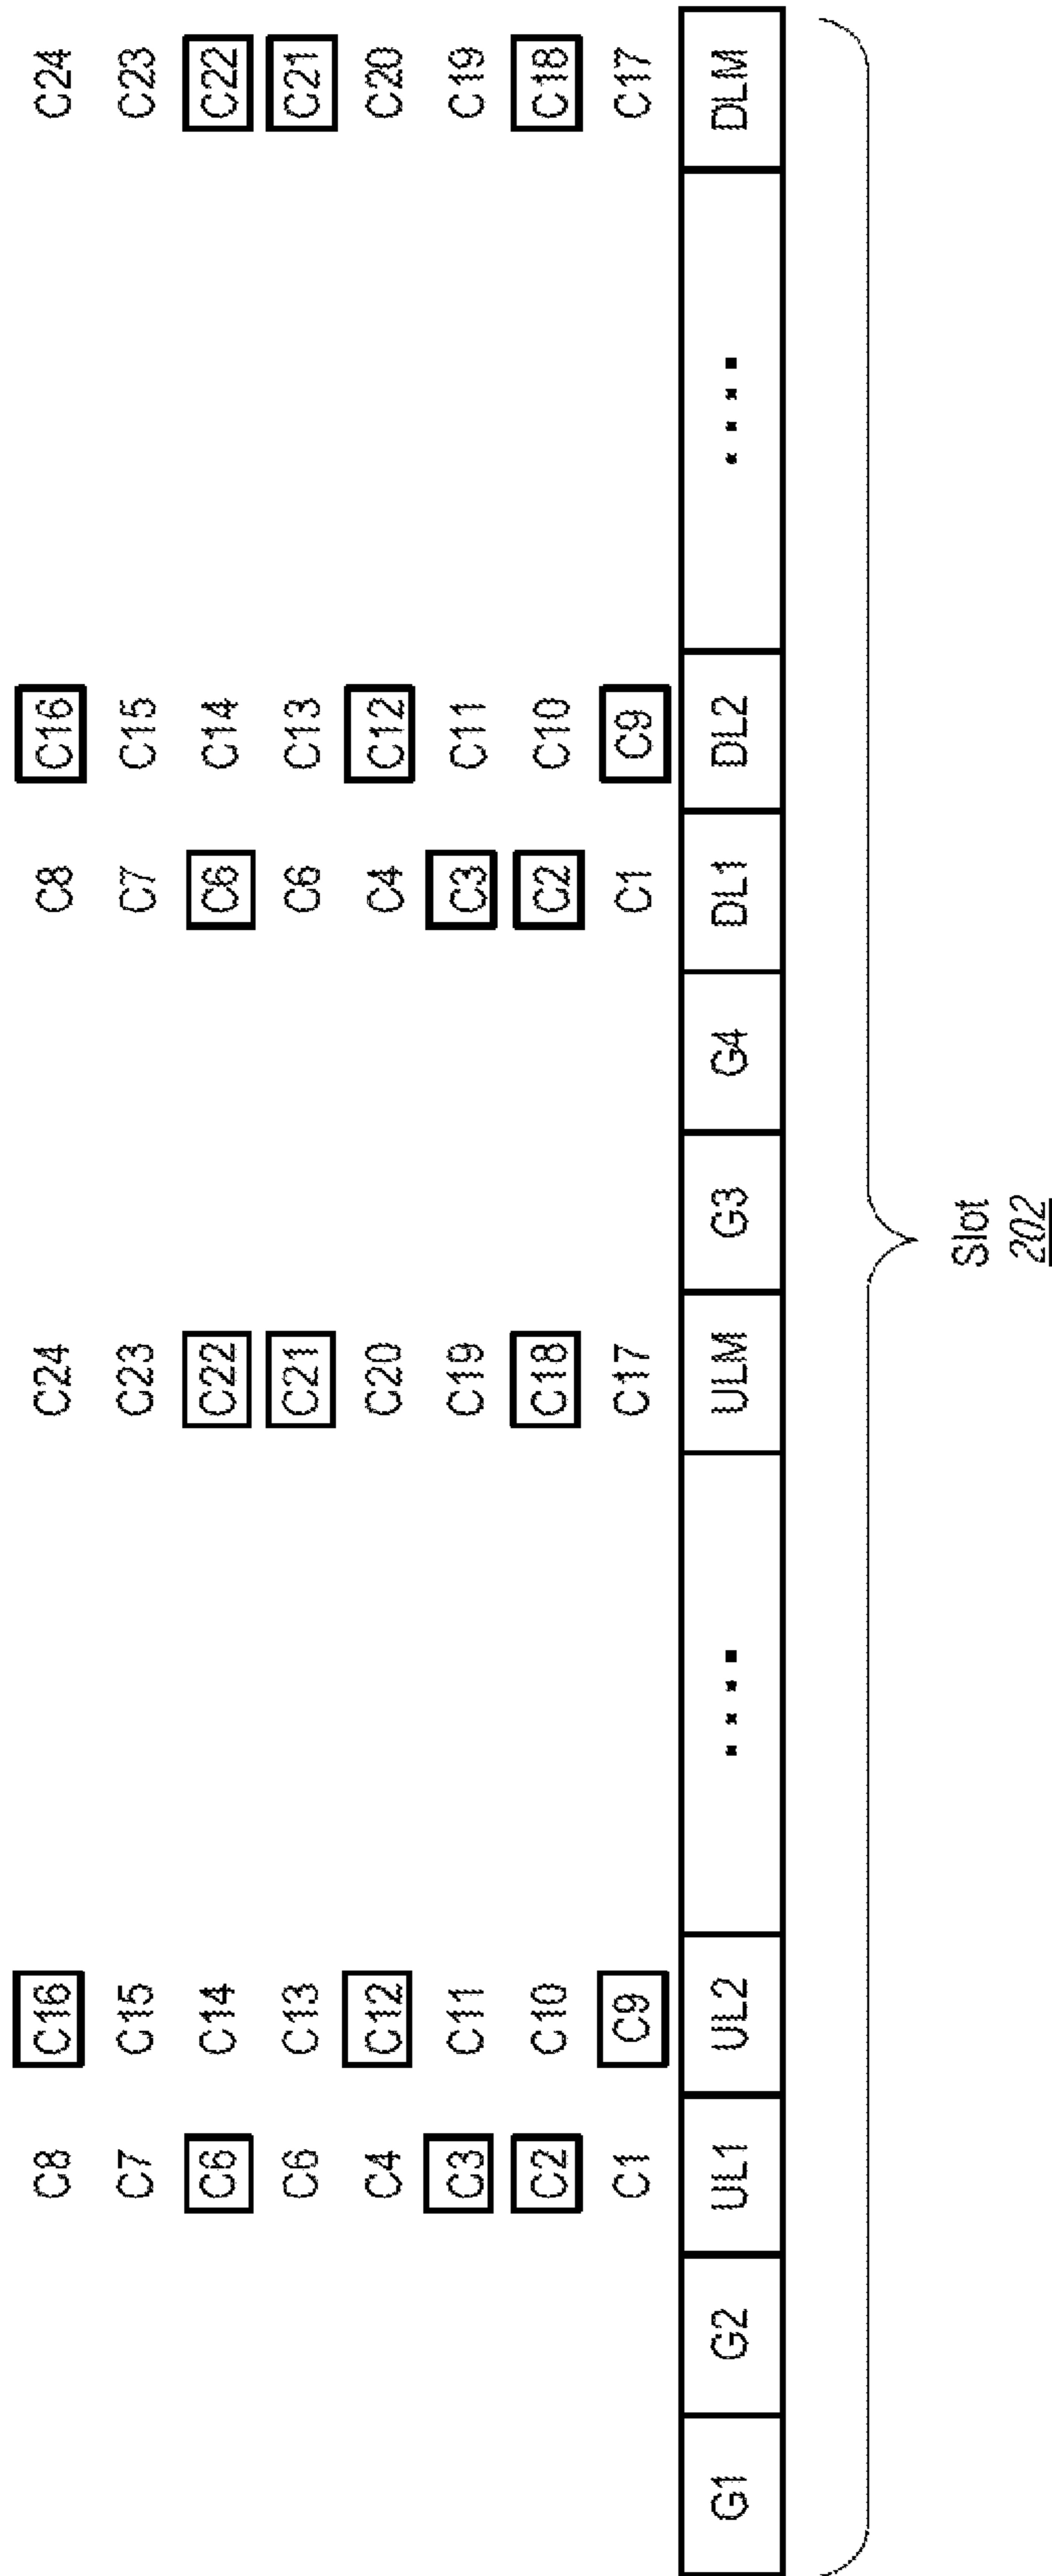 C8 C16 C24 C8 C16 C24
C7 C15 C23 C7 C15 C23
C6 C14 C22 C6 C14 C22
C6 C13 C21 C6 C13 C21
C4 C12 C20 C4 C12 C20
C3 C11 C19 C3 C11 C19
C2 C10 C18 C2 C10 C18
C1 C9 C17 C1 C9 C17
G1 G2 UL1 UL2 .... ULM G3 G4 DL1 DL2 .... DLM
Slot
202